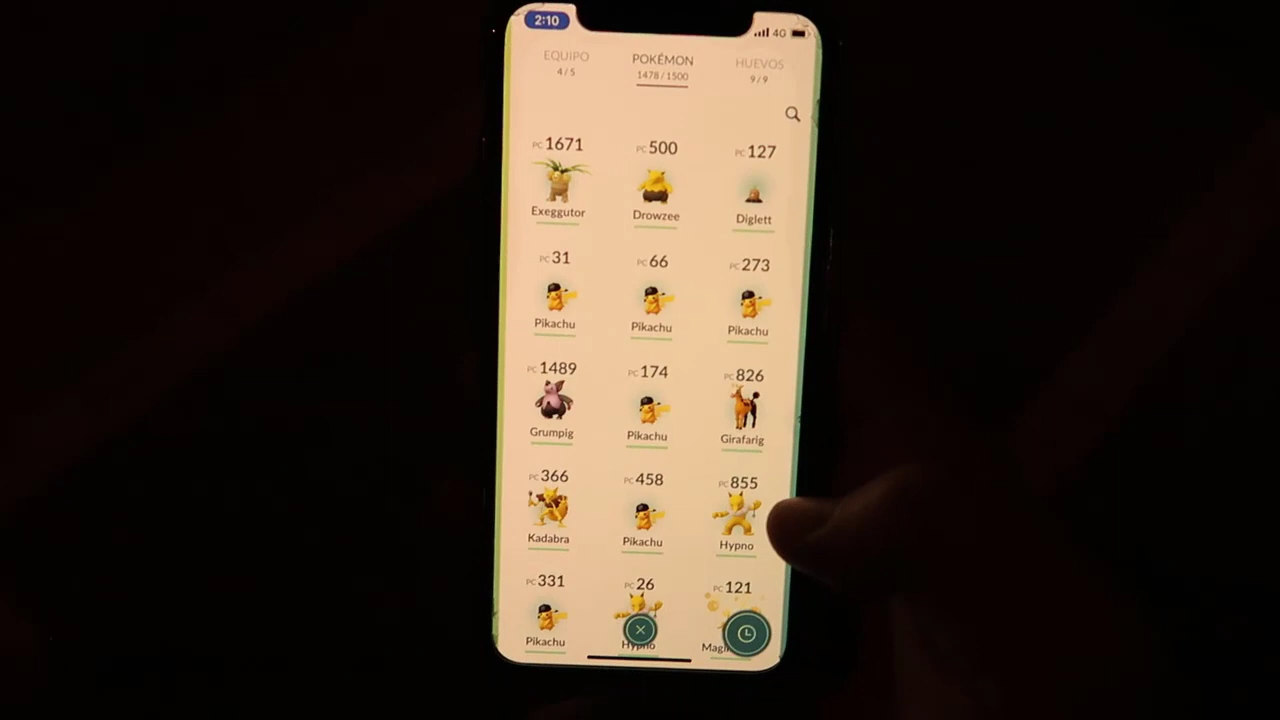 2:10
4G
EQUIPO
4 / 5
POKÉMON
1478 / 1500
HUEVOS
9 / 9
PC 1671
PC 500
PC 127
Exeggutor
Drowzee
Diglett
PC 31
PC 66
PC 273
Pikachu
Pikachu
Pikachu
PC 1489
PC 174
PC 826
Grumpig
Pikachu
Girafarig
PC 366
PC 458
PC 855
Kadabra
Pikachu
Hypno
PC 331
PC 26
PC 121
Pikachu
Hypno